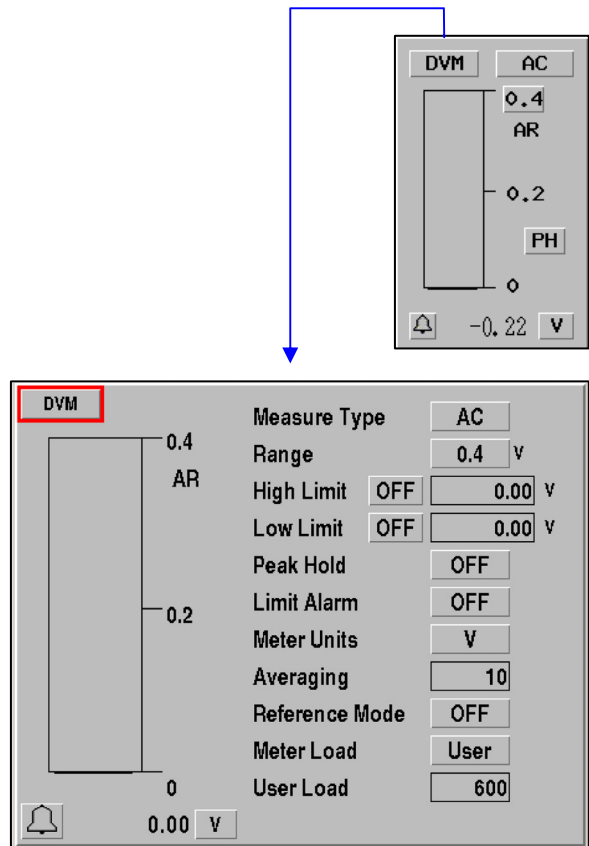 DVM AC
0.4
AR
0.2
PH
0
-0.22 V
DVM
0.4
AR
0.2
0
0.00 V
Measure Type AC
Range 0.4 V
High Limit OFF 0.00 V
Low Limit OFF 0.00 V
Peak Hold OFF
Limit Alarm OFF
Meter Units V
Averaging 10
Reference Mode OFF
Meter Load User
User Load 600